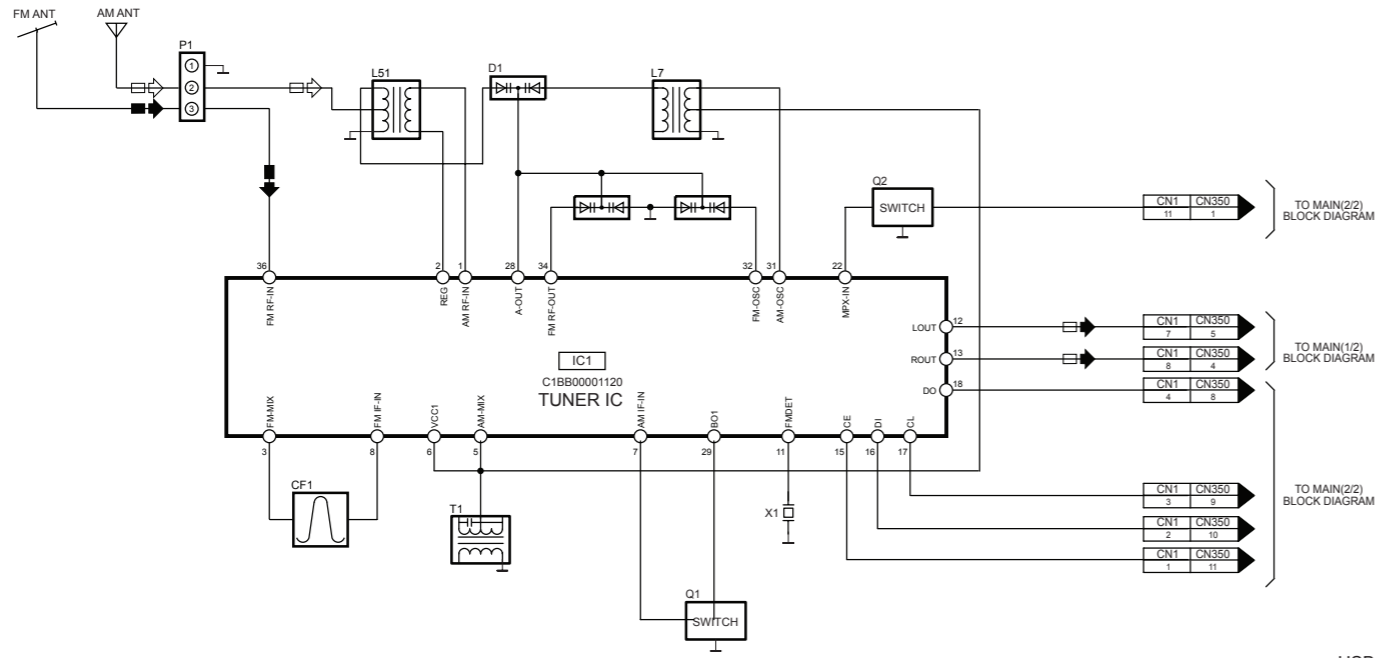 FM ANT
AM ANT
P1
1
2
3
L51
D1
L7
Q2
SWITCH
CN1 CN350
11 1
TO MAIN(2/2)
BLOCK DIAGRAM
36
2
1
28
34
32
31
22
FM RF-IN
REG
AM RF-IN
A-OUT
FM RF-OUT
FM-OSC
AM-OSC
MPX-IN
LOUT
12
CN1 CN350
7 5
ROUT
13
CN1 CN350
8 4
TO MAIN(1/2)
BLOCK DIAGRAM
DO
18
CN1 CN350
4 8
IC1
C1BB00001120
TUNER IC
FM-MIX
FM IF-IN
VCC1
AM-MIX
AM IF-IN
BO1
FMDET
CE
DI
CL
3
8
6
5
7
29
11
15
16
17
CF1
T1
X1
CN1 CN350
3 9
CN1 CN350
2 10
CN1 CN350
1 11
TO MAIN(2/2)
BLOCK DIAGRAM
Q1
SWITCH